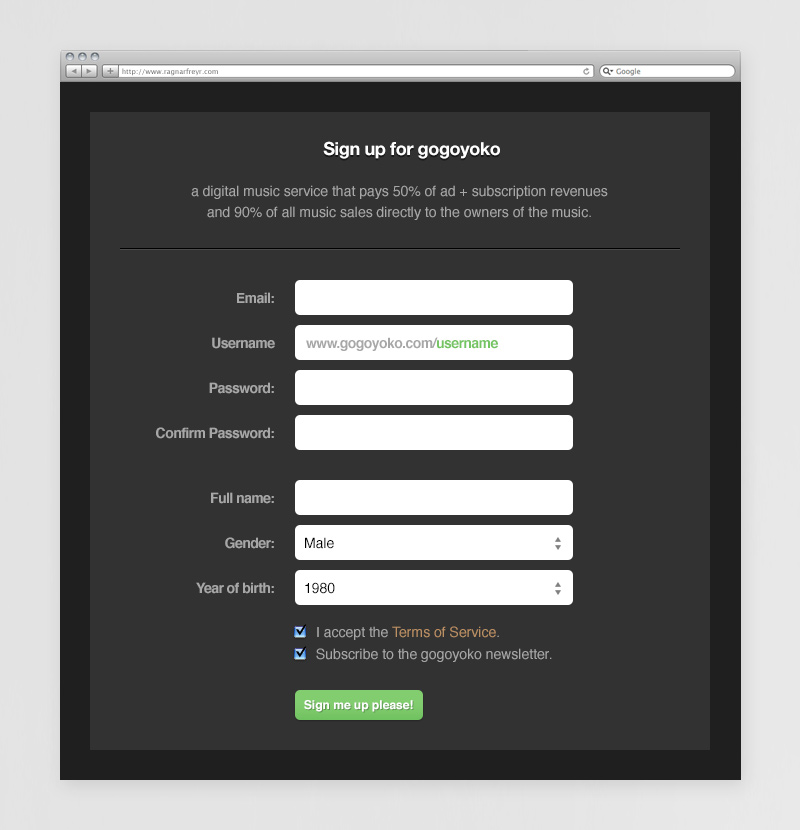 http://www.ragnarfreyr.com
Google
Sign up for gogoyoko
a digital music service that pays 50% of ad + subscription revenues
and 90% of all music sales directly to the owners of the music.
Email:
Username www.gogoyoko.com/username
Password:
Confirm Password:
Full name:
Gender: Male
Year of birth: 1980
I accept the Terms of Service.
Subscribe to the gogoyoko newsletter.
Sign me up please!